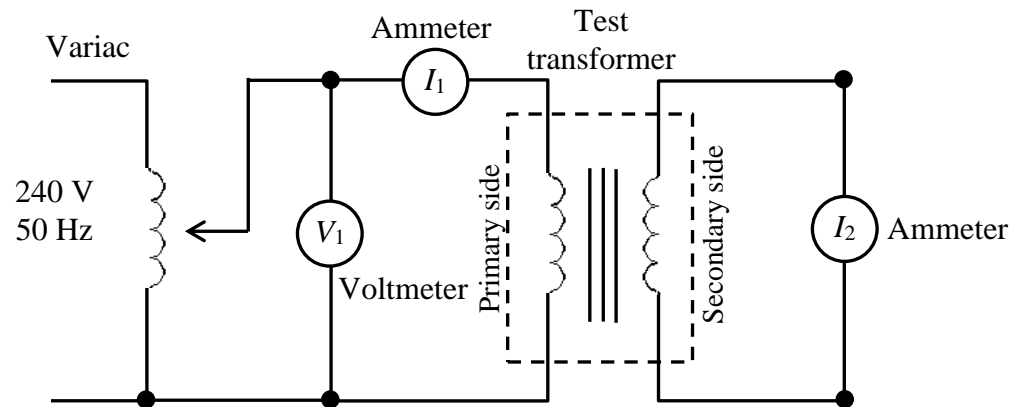 Variac
Ammeter
Test
transformer
I1
240 V
50 Hz
V1
Voltmeter
Primary side
Secondary side
I2
Ammeter